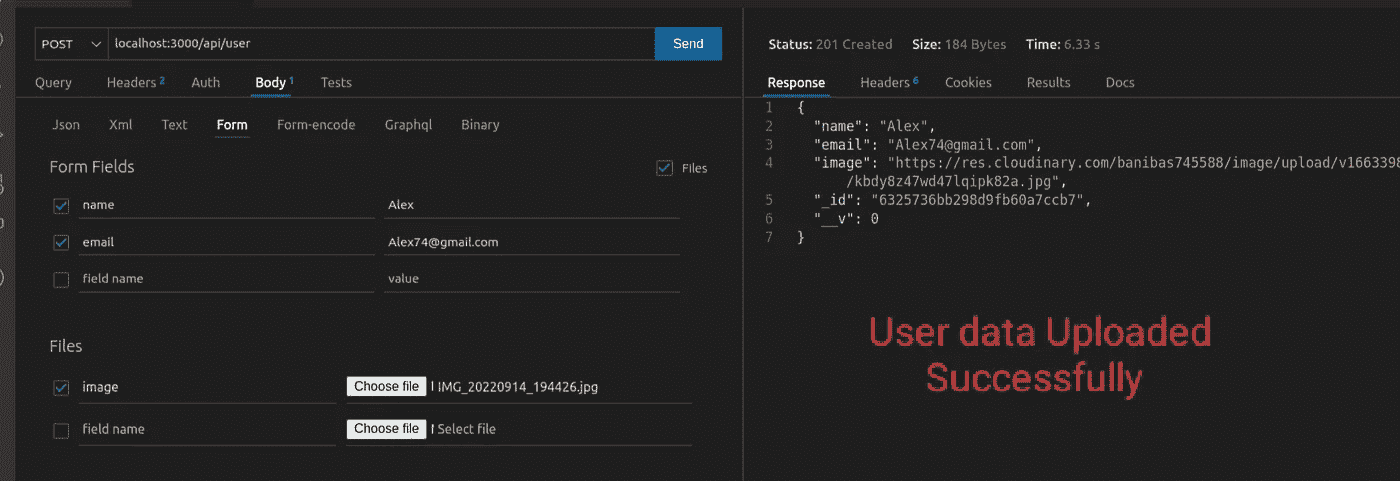 POST localhost:3000/api/user Send
Query Headers 2 Auth Body 1 Tests
Json Xml Text Form Form-encode Graphql Binary
Form Fields Files
name Alex
email Alex74@gmail.com
field name value
Files
image Choose file IMG_20220914_194426.jpg
field name Choose file Select file
Status: 201 Created Size: 184 Bytes Time: 6.33 s
Response Headers 6 Cookies Results Docs
1 {
2 "name": "Alex",
3 "email": "Alex74@gmail.com",
4 "image": "https://res.cloudinary.com/banibas745588/image/upload/v1663398
/kbdy8z47wd47lqipk82a.jpg",
5 "_id": "6325736bb298d9fb60a7ccb7",
6 "__v": 0
7 }
User data Uploaded
Successfully